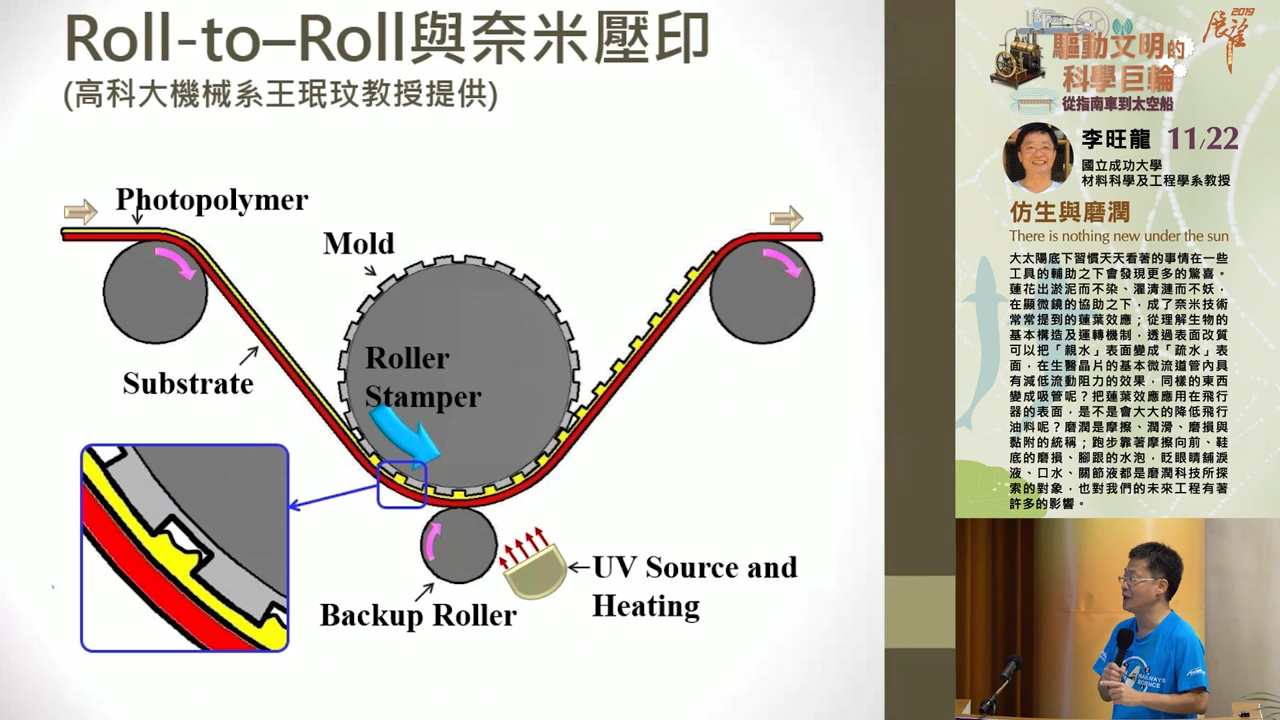 Roll-to–Roll與奈米壓印
(高科大機械系王珉玟教授提供)
Photopolymer
Mold
Roller
Stamper
Substrate
UV Source and
Heating
Backup Roller
2019
展望
驅動文明的
科學巨輪
從指南車到太空船
李旺龍 11/22
國立成功大學
材料科學及工程學系教授
仿生與磨潤
There is nothing new under the sun
大太陽底下習慣天天看著的事情在一些
工具的輔助之下會發現更多的驚喜。
蓮花出淤泥而不染、濯清漣而不妖，
在顯微鏡的協助之下，成了奈米技術
常常提到的蓮葉效應；從理解生物的
基本構造及運轉機制，透過表面改質
可以把「親水」表面變成「疏水」表
面，在生醫晶片的基本微流道管內具
有減低流動阻力的效果，同樣的東西
變成吸管呢？把蓮葉效應應用在飛行
器的表面，是不是會大大的降低飛行
油料呢？磨潤是摩擦、潤滑、磨損與
黏附的統稱；跑步靠著摩擦向前、鞋
底的磨損、腳跟的水泡，眨眼睛舖淚
液、口水、關節液都是磨潤科技所探
索的對象，也對我們的未來工程有著
許多的影響。
RAILWAYS
SCIENCE